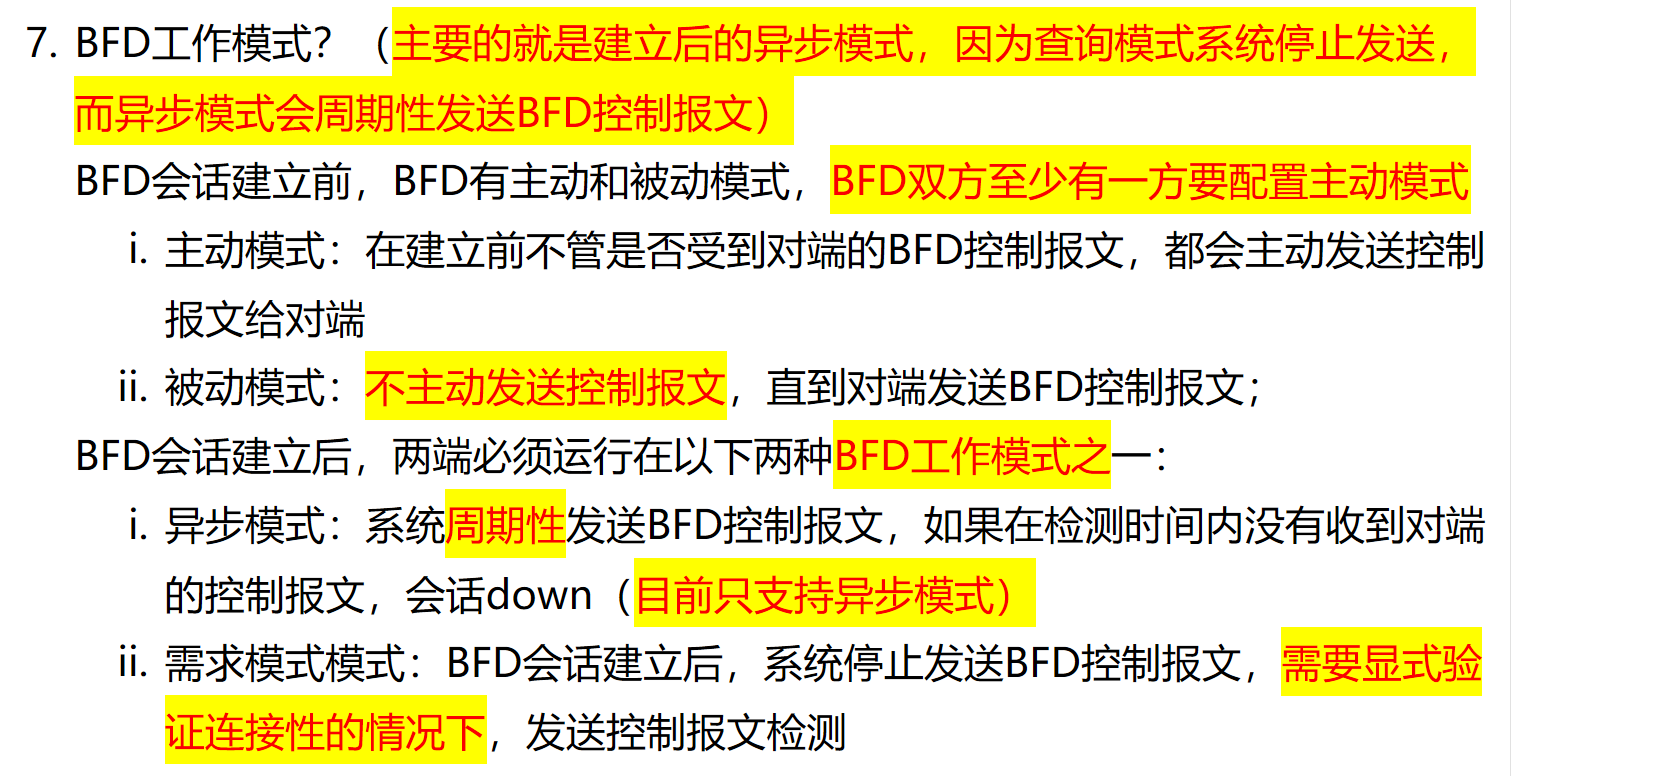 7. BFD工作模式？（主要的就是建立后的异步模式，因为查询模式系统停止发送，
而异步模式会周期性发送BFD控制报文）
BFD会话建立前，BFD有主动和被动模式，BFD双方至少有一方要配置主动模式
i. 主动模式：在建立前不管是否受到对端的BFD控制报文，都会主动发送控制
报文给对端
ii. 被动模式：不主动发送控制报文，直到对端发送BFD控制报文；
BFD会话建立后，两端必须运行在以下两种BFD工作模式之一：
i. 异步模式：系统周期性发送BFD控制报文，如果在检测时间内没有收到对端
的控制报文，会话down（目前只支持异步模式）
ii. 需求模式模式：BFD会话建立后，系统停止发送BFD控制报文，需要显式验
证连接性的情况下，发送控制报文检测